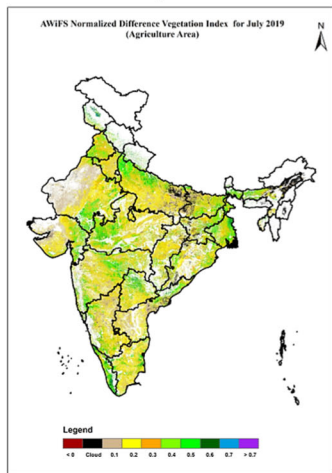 AWiFS Normalized Difference Vegetation Index for July 2019
(Agriculture Area)
N
Legend
< 0 Cloud 0.1 0.2 0.3 0.4 0.5 0.6 0.7 > 0.7